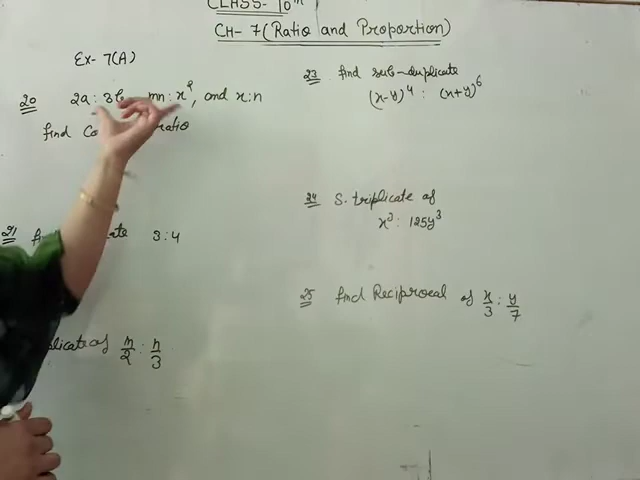 CLASS- 10th
CH- 7 (Ratio and Proportion)
Ex- 7(A)
20 2a : 3b mn : x², and x:n
find Co ratio
21 3:4
plicate of m/2 : n/3
23 find sub-duplicate
(x-y)⁴ : (x+y)⁶
24 S. triplicate of
x³ : 125y³
25 find Reciprocal of x/3 : y/7